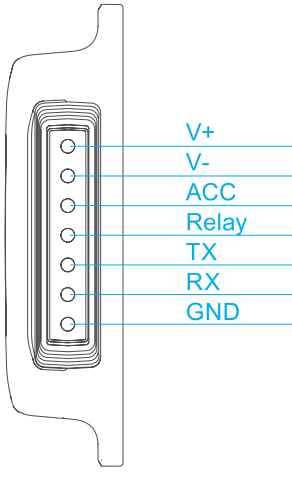 V+
V-
ACC
Relay
TX
RX
GND